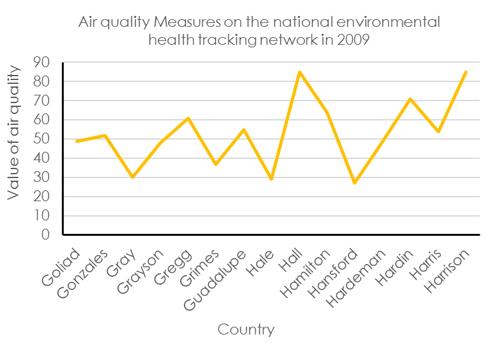 Air quality Measures on the national environmental
health tracking network in 2009
Value of air quality
90
80
70
60
50
40
30
20
10
0
Goliad
Gonzales
Gray
Grayson
Gregg
Grimes
Guadalupe
Hale
Hall
Hamilton
Hansford
Hardeman
Hardin
Harris
Harrison
Country